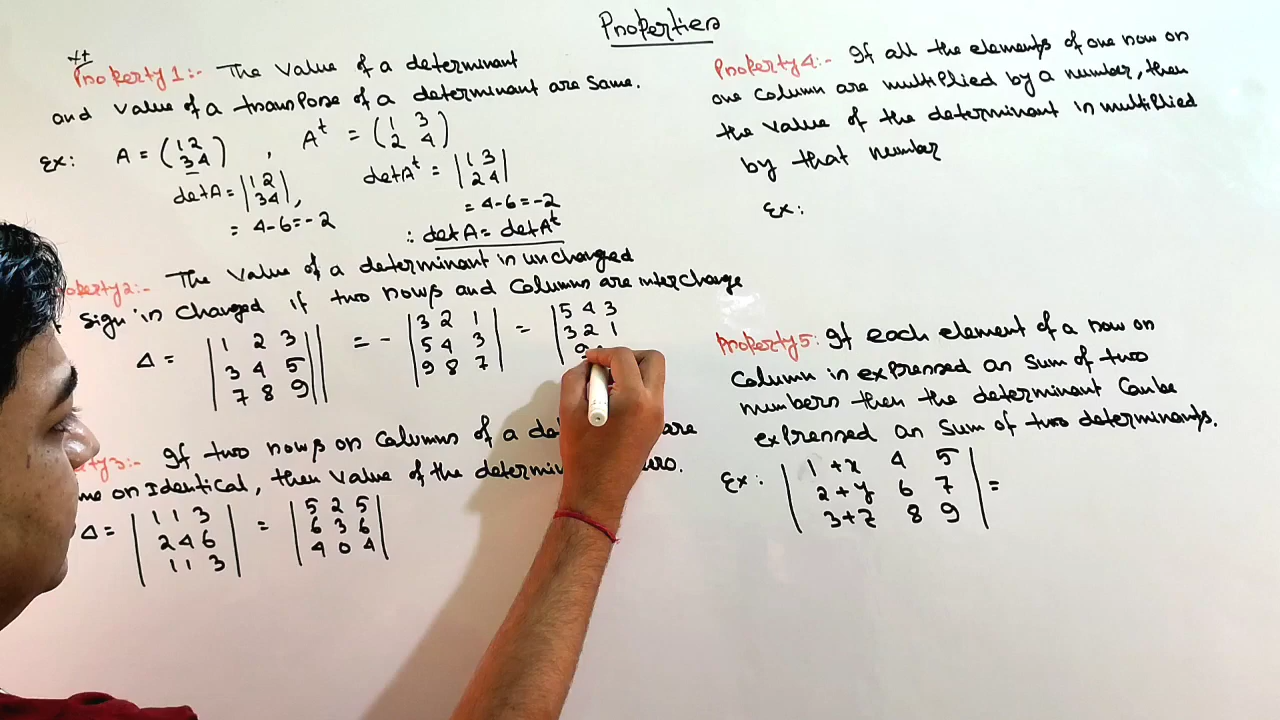 Properties
Property 1:- The value of a determinant
and value of a transpose of a determinant are same.
Ex: A = (1 2 , Aᵗ = (1 3
3 4) 2 4)
det A = |1 2 det Aᵗ = |1 3
3 4|, 2 4|
= 4-6 = -2 = 4-6 = -2
∴ det A = det Aᵗ
Property 2:- The value of a determinant is unchanged
sign is changed if two rows and columns are interchange
Δ = | 1 2 3 || = - | 3 2 1 | = | 5 4 3
3 4 5 5 4 3 3 2 1
7 8 9 9 8 7 9
If two rows or columns of a are
or Identical, then value of the
Δ = | 1 1 3 | = | 5 2 5 |
2 4 6 6 3 6
1 1 3 4 0 4
Property 4:- If all the elements of one row or
one column are multiplied by a number, then
the value of the determinant is multiplied
by that number
Ex:
Property 5: If each element of a row or
column is expressed as sum of two
numbers then the determinant can be
expressed as sum of two determinants.
Ex: | 1+x 4 5 | =
2+y 6 7
3+z 8 9